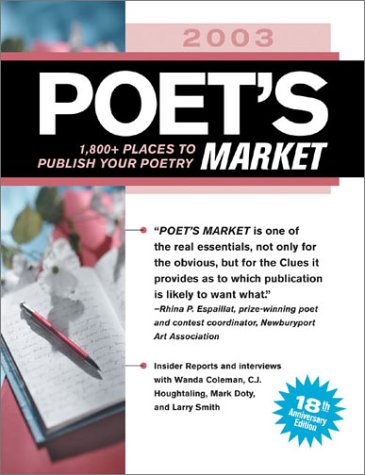 2003
POET'S
1,800+ PLACES TO
PUBLISH YOUR POETRY
MARKET
"POET'S MARKET is one of
the real essentials, not only for
the obvious, but for the Clues it
provides as to which publication
is likely to want what."
–Rhina P. Espaillat, prize-winning poet
and contest coordinator, Newburyport
Art Association
Insider Reports and interviews
with Wanda Coleman, C.J.
Houghtaling, Mark Doty, and
Larry Smith
18th
Anniversary
Edition!